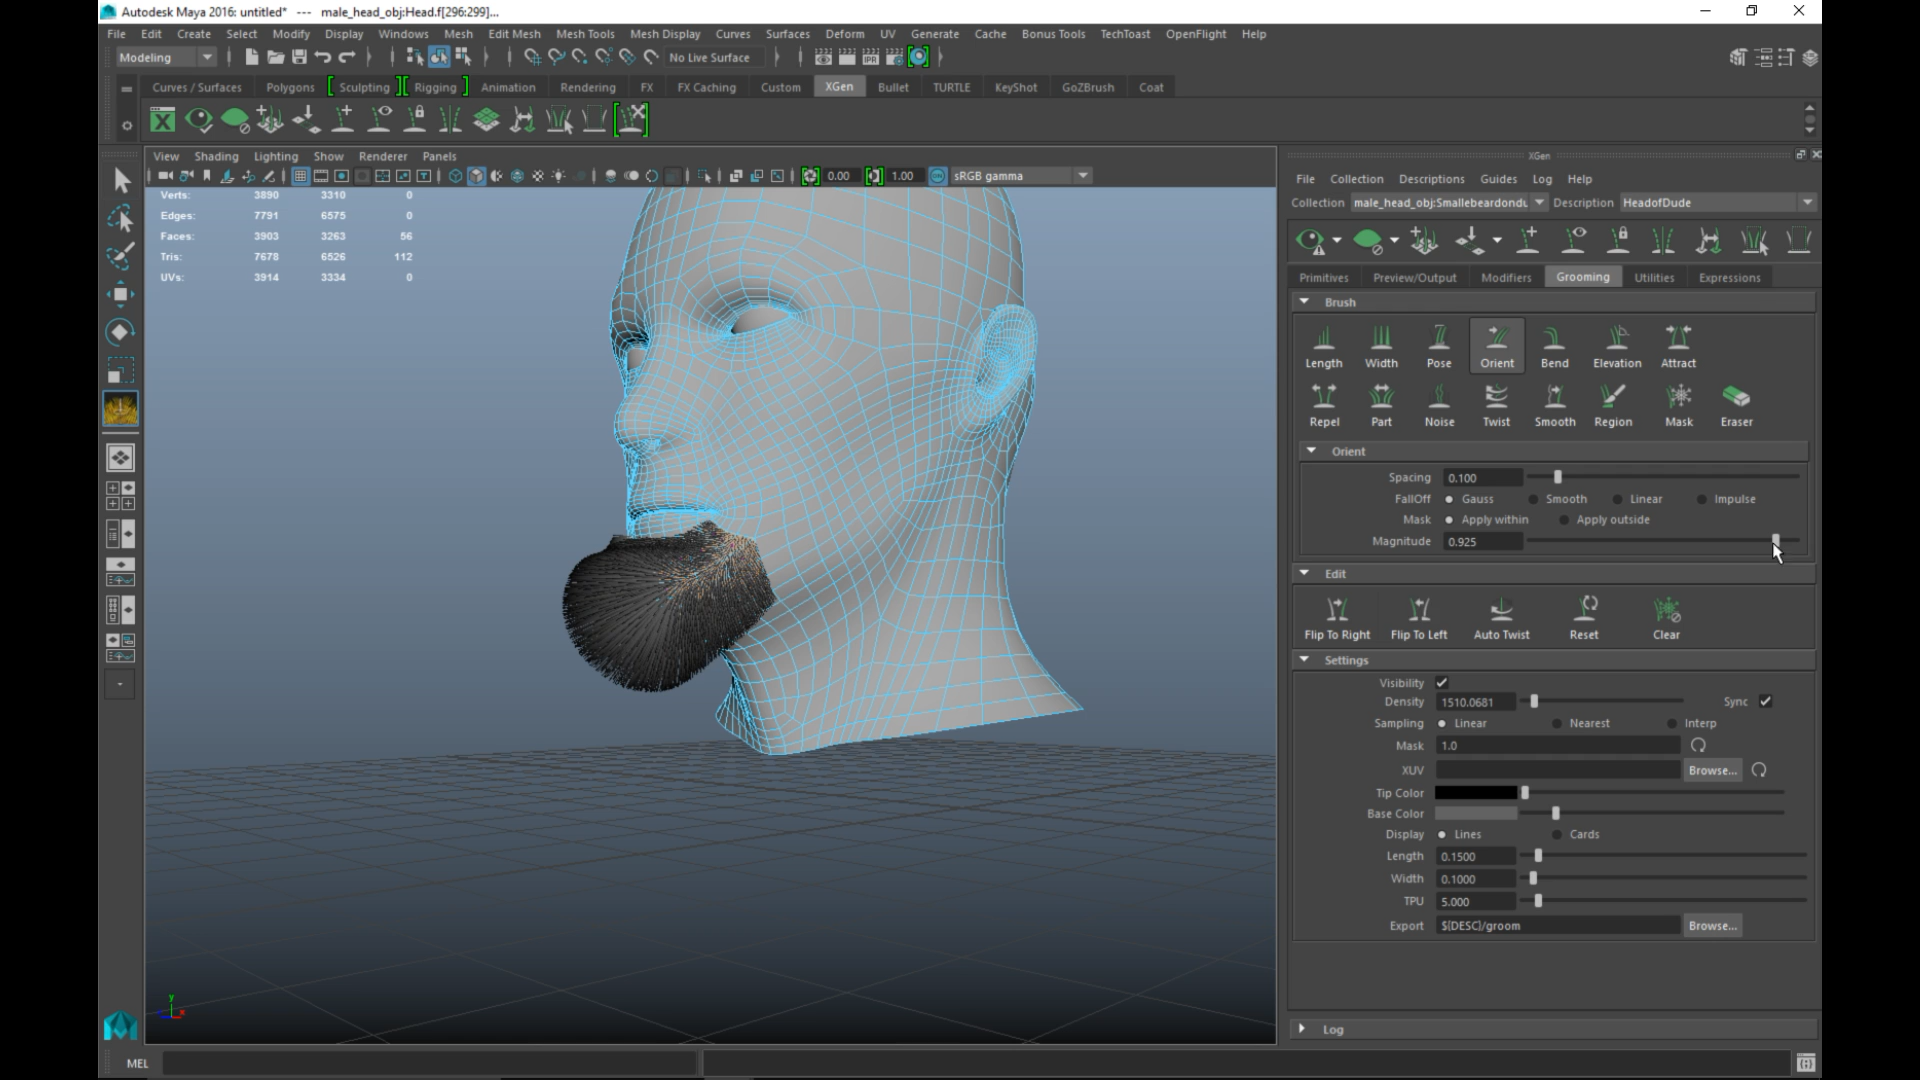 Autodesk Maya 2016: untitled* --- male_head_obj:Head.f[296:299]...
File Edit Create Select Modify Display Windows Mesh Edit Mesh Mesh Tools Mesh Display Curves Surfaces Deform UV Generate Cache Bonus Tools TechToast OpenFlight Help
Modeling No Live Surface
Curves / Surfaces Polygons Sculpting Rigging Animation Rendering FX FX Caching Custom XGen Bullet TURTLE KeyShot GoZBrush Coat
View Shading Lighting Show Renderer Panels
0.00 1.00 sRGB gamma
Verts: 3890 3310 0
Edges: 7791 6575 0
Faces: 3903 3263 56
Tris: 7678 6526 112
UVs: 3914 3334 0
XGen
File Collection Descriptions Guides Log Help
Collection male_head_obj:Smallebeardondu Description HeadofDude
Primitives Preview/Output Modifiers Grooming Utilities Expressions
Brush
Length Width Pose Orient Bend Elevation Attract
Repel Part Noise Twist Smooth Region Mask Eraser
Orient
Spacing 0.100
FallOff Gauss Smooth Linear Impulse
Mask Apply within Apply outside
Magnitude 0.925
Edit
Flip To Right Flip To Left Auto Twist Reset Clear
Settings
Visibility
Density 1510.0681 Sync
Sampling Linear Nearest Interp
Mask 1.0
XUV Browse...
Tip Color
Base Color
Display Lines Cards
Length 0.1500
Width 0.1000
TPU 5.000
Export ${DESC}/groom Browse...
Log
y
x
MEL